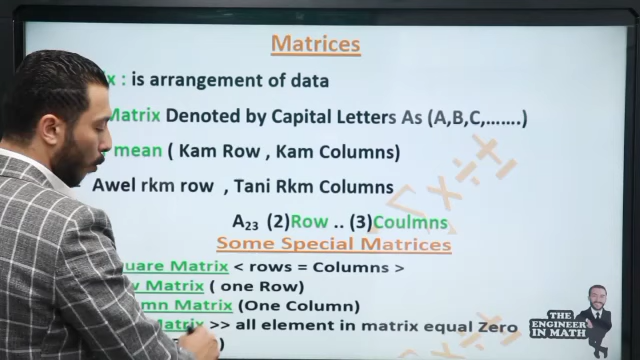 Matrices
x : is arrangement of data
Matrix Denoted by Capital Letters As (A,B,C,.......)
mean ( Kam Row , Kam Columns)
Awel rkm row , Tani Rkm Columns
A₂₃ (2)Row .. (3)Coulmns
Some Special Matrices
uare Matrix < rows = Columns >
Matrix ( one Row)
mn Matrix (One Column)
Matrix >> all element in matrix equal Zero
THE
ENGINEER
IN MATH